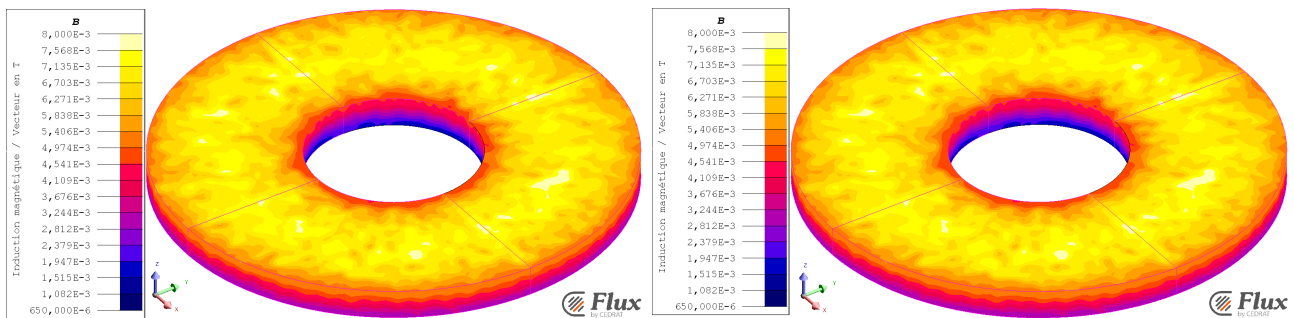 B
8,000E-3
7,568E-3
7,135E-3
6,703E-3
6,271E-3
5,838E-3
5,406E-3
4,974E-3
4,541E-3
4,109E-3
3,676E-3
3,244E-3
2,812E-3
2,379E-3
1,947E-3
1,515E-3
1,082E-3
650,000E-6
Induction magnétique / Vecteur en T
Z
Y
X
Flux
by CEDRAT
B
8,000E-3
7,568E-3
7,135E-3
6,703E-3
6,271E-3
5,838E-3
5,406E-3
4,974E-3
4,541E-3
4,109E-3
3,676E-3
3,244E-3
2,812E-3
2,379E-3
1,947E-3
1,515E-3
1,082E-3
650,000E-6
Induction magnétique / Vecteur en T
Z
Y
X
Flux
by CEDRAT